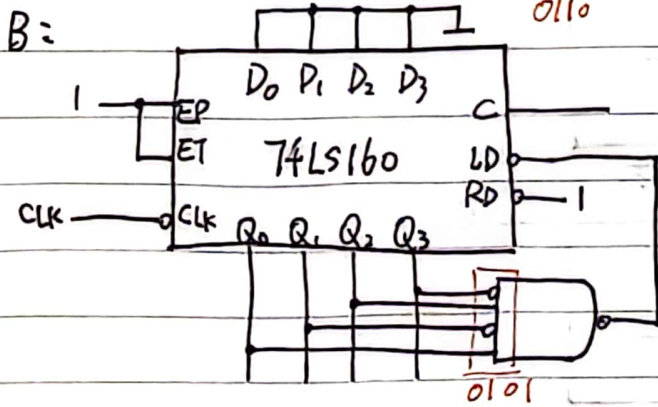 B: 0110
D0 D1 D2 D3
1 EP C
ET 74LS160 LD
RD 1
CLK CLK
Q0 Q1 Q2 Q3
0101